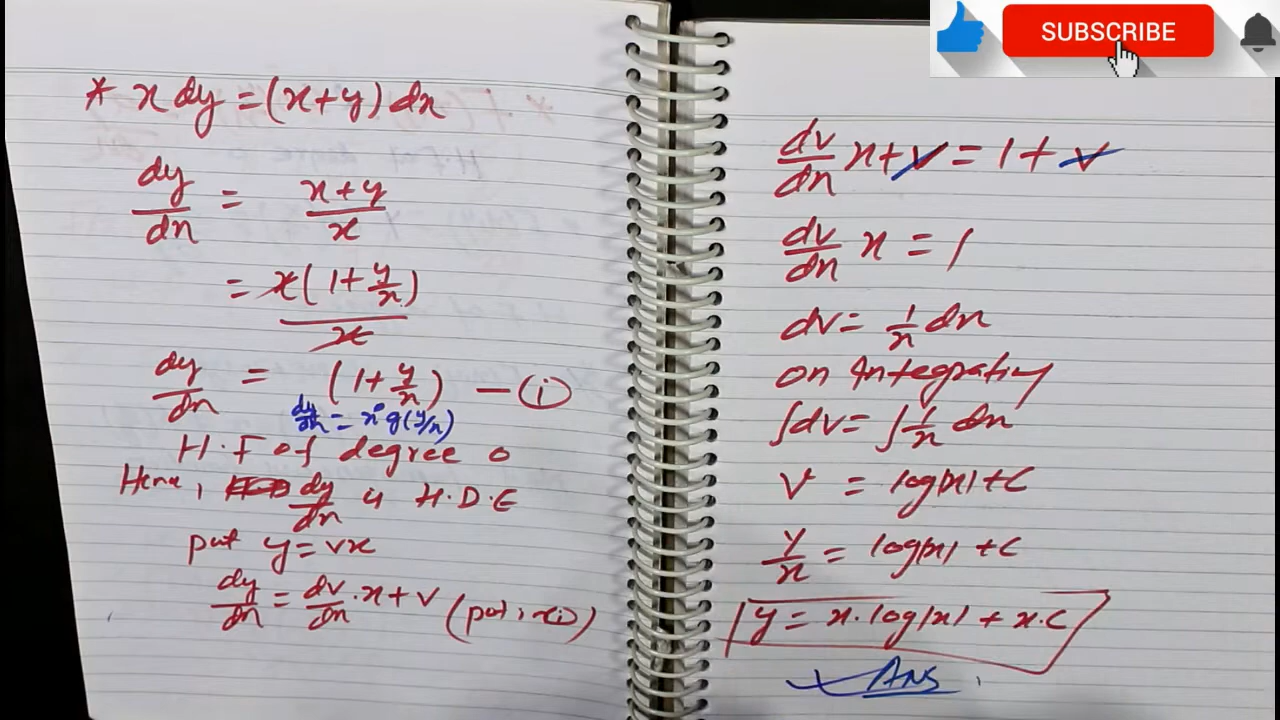 SUBSCRIBE
* x dy = (x+y) dx
dy/dx = x+y/x
= x(1+y/x)/x
dy/dx = (1+y/x) — (i)
dy/dx = x° g(y/x)
H.F of degree 0
Hence, dy/dx is H.D.E
put y = vx
dy/dx = dv/dx · x + v (put in (i))
dv/dx x + v = 1 + v
dv/dx x = 1
dv = 1/x dx
on Integrating
∫dv = ∫1/x dx
v = log|x| + C
y/x = log|x| + C
y = x·log|x| + x·C
Ans